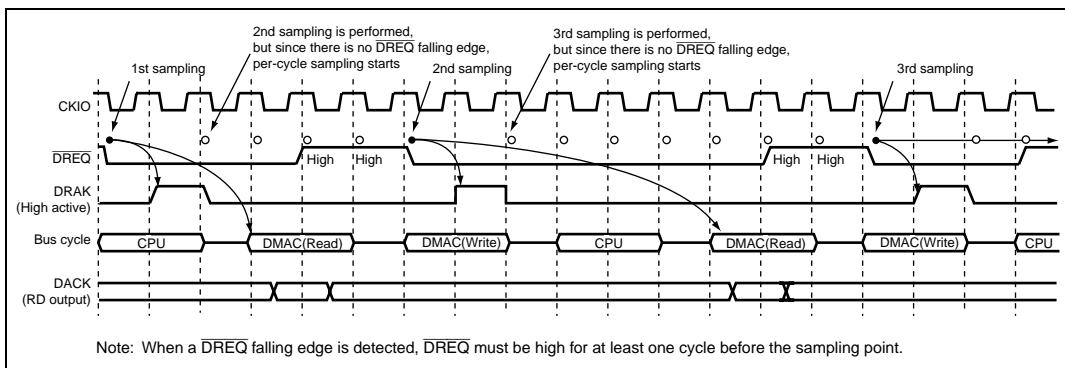 2nd sampling is performed,
but since there is no DREQ falling edge,
per-cycle sampling starts
3rd sampling is performed,
but since there is no DREQ falling edge,
per-cycle sampling starts
1st sampling
2nd sampling
3rd sampling
CKIO
DREQ
High High High High
DRAK
(High active)
Bus cycle CPU DMAC(Read) DMAC(Write) CPU DMAC(Read) DMAC(Write) CPU
DACK
(RD output)
Note: When a DREQ falling edge is detected, DREQ must be high for at least one cycle before the sampling point.